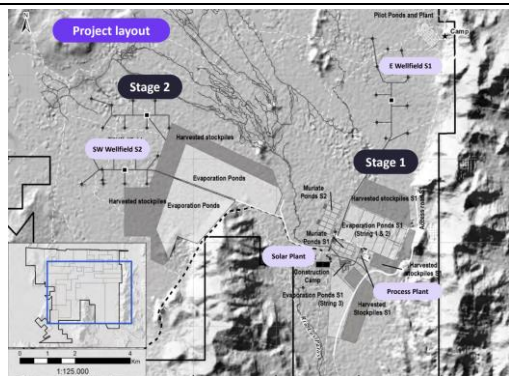 Project layout
N
Pilot Ponds and Plant
Camp
E Wellfield S1
Stage 2
Harvested stockpiles
SW Wellfield S2
Stage 1
Evaporation Ponds
Harvested stockpiles
Evaporation Ponds
Harvested stockpiles S1
Muriate
Ponds S2
Access road
Evaporation Ponds S1
(String 1 & 2)
Muriate
Ponds S1
Solar Plant
Construction
Camp
Harvested
Stockpiles S1
Process Plant
Evaporation Ponds S1
(String 3)
Harvested
Stockpiles S1
0 1 2 4
Km
1:125.000